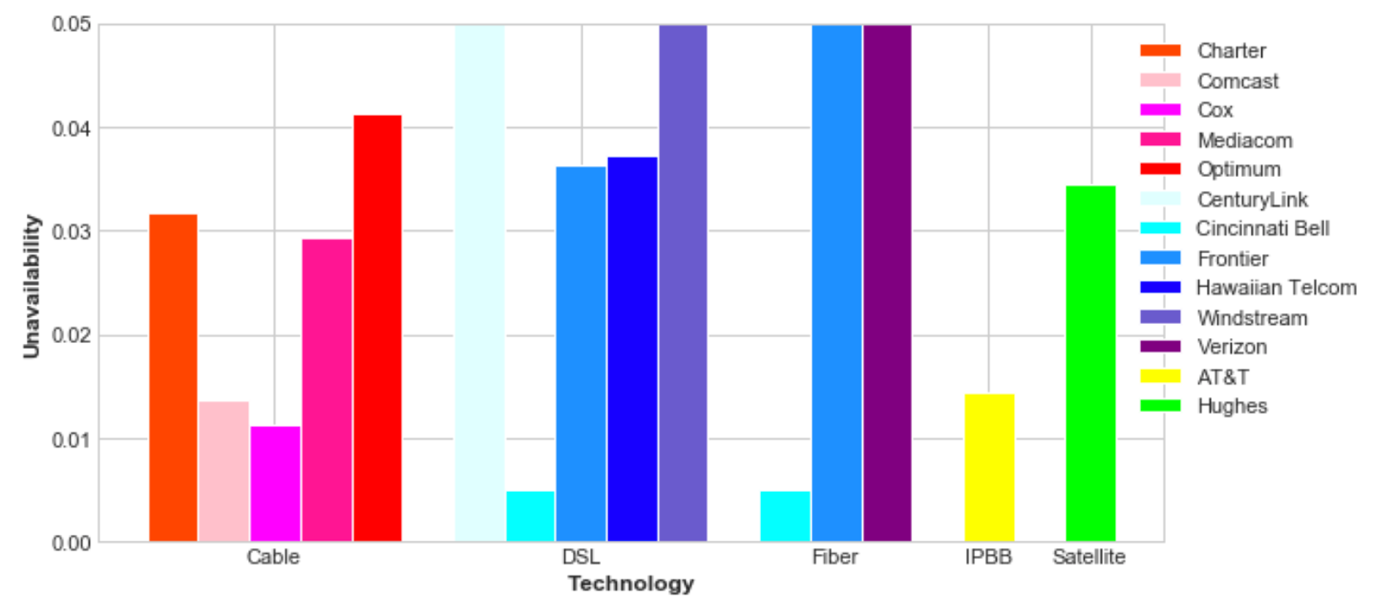 0.05
0.04
0.03
0.02
0.01
0.00
Unavailability
Cable
DSL
Fiber
IPBB
Satellite
Technology
Charter
Comcast
Cox
Mediacom
Optimum
CenturyLink
Cincinnati Bell
Frontier
Hawaiian Telcom
Windstream
Verizon
AT&T
Hughes